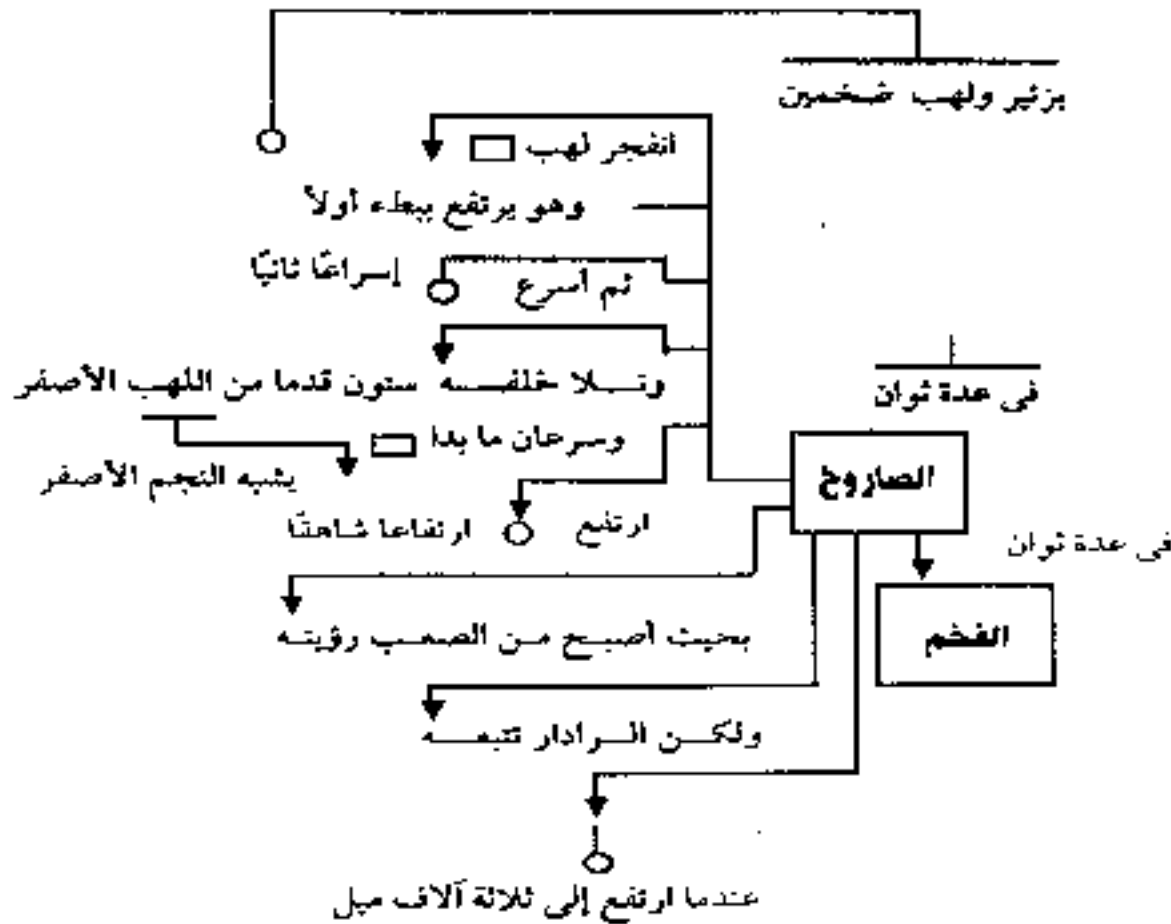 بزئير ولهب ضخمين
انفجر لهب
وهو يرتفع ببطء أولاً
ثم أسرع إسراعًا ثانيًا
وتلا خلفه ستون قدما من اللهب الأصفر
فى عدة ثوان
وسرعان ما بدا
يشبه النجم الأصفر
الصاروخ
ارتفع ارتفاعا شاهقًا
فى عدة ثوان
الفخم
بحيث أصبح من الصعب رؤيته
ولكن الرادار تتبعه
عندما ارتفع إلى ثلاثة آلاف ميل